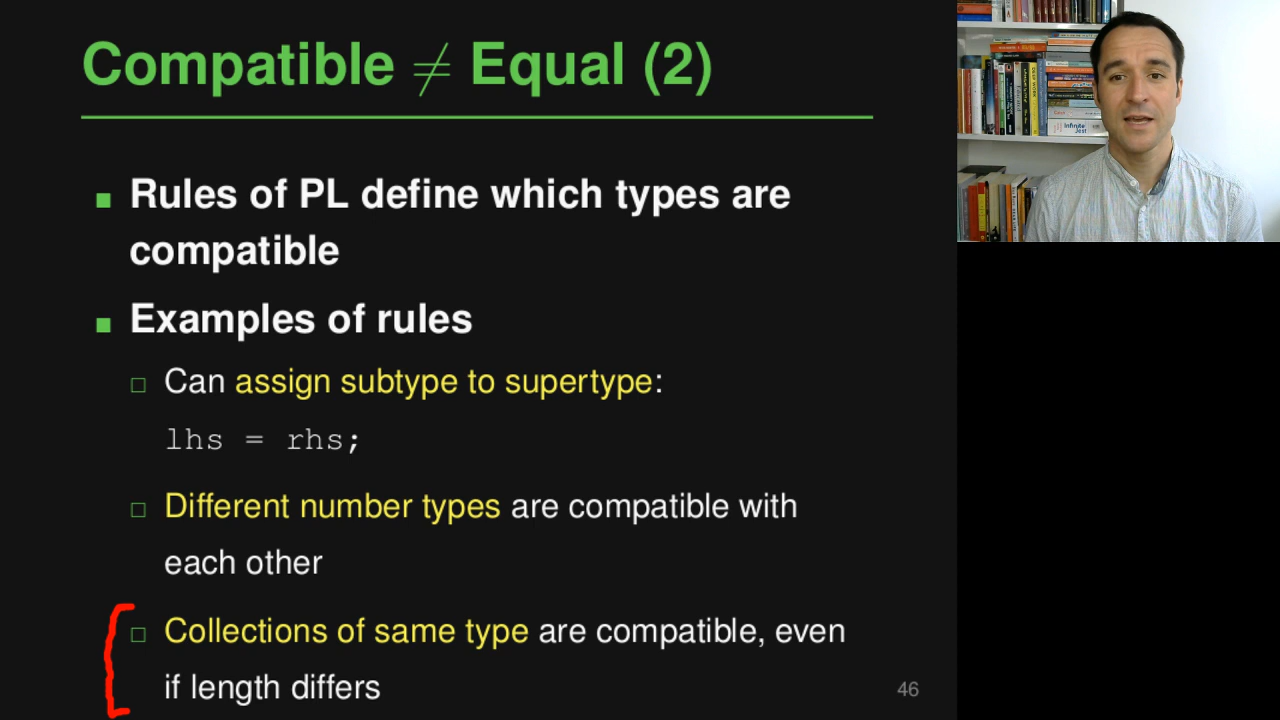 Compatible ≠ Equal (2)
Rules of PL define which types are
compatible
Examples of rules
Can assign subtype to supertype:
lhs = rhs;
Different number types are compatible with
each other
Collections of same type are compatible, even
if length differs
46
Infinite
Jest